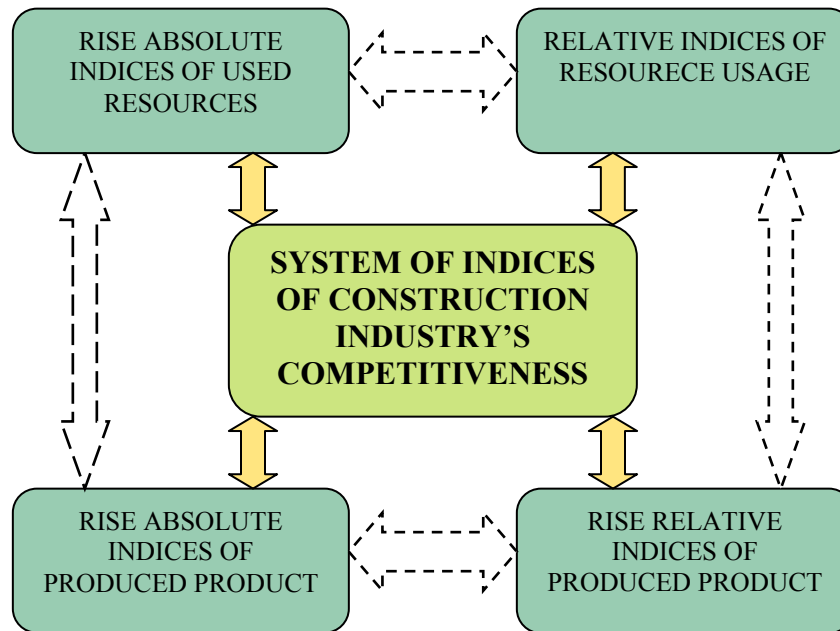 RISE ABSOLUTE
INDICES OF USED
RESOURCES
RELATIVE INDICES OF
RESOURECE USAGE
SYSTEM OF INDICES
OF CONSTRUCTION
INDUSTRY’S
COMPETITIVENESS
RISE ABSOLUTE
INDICES OF
PRODUCED PRODUCT
RISE RELATIVE
INDICES OF
PRODUCED PRODUCT